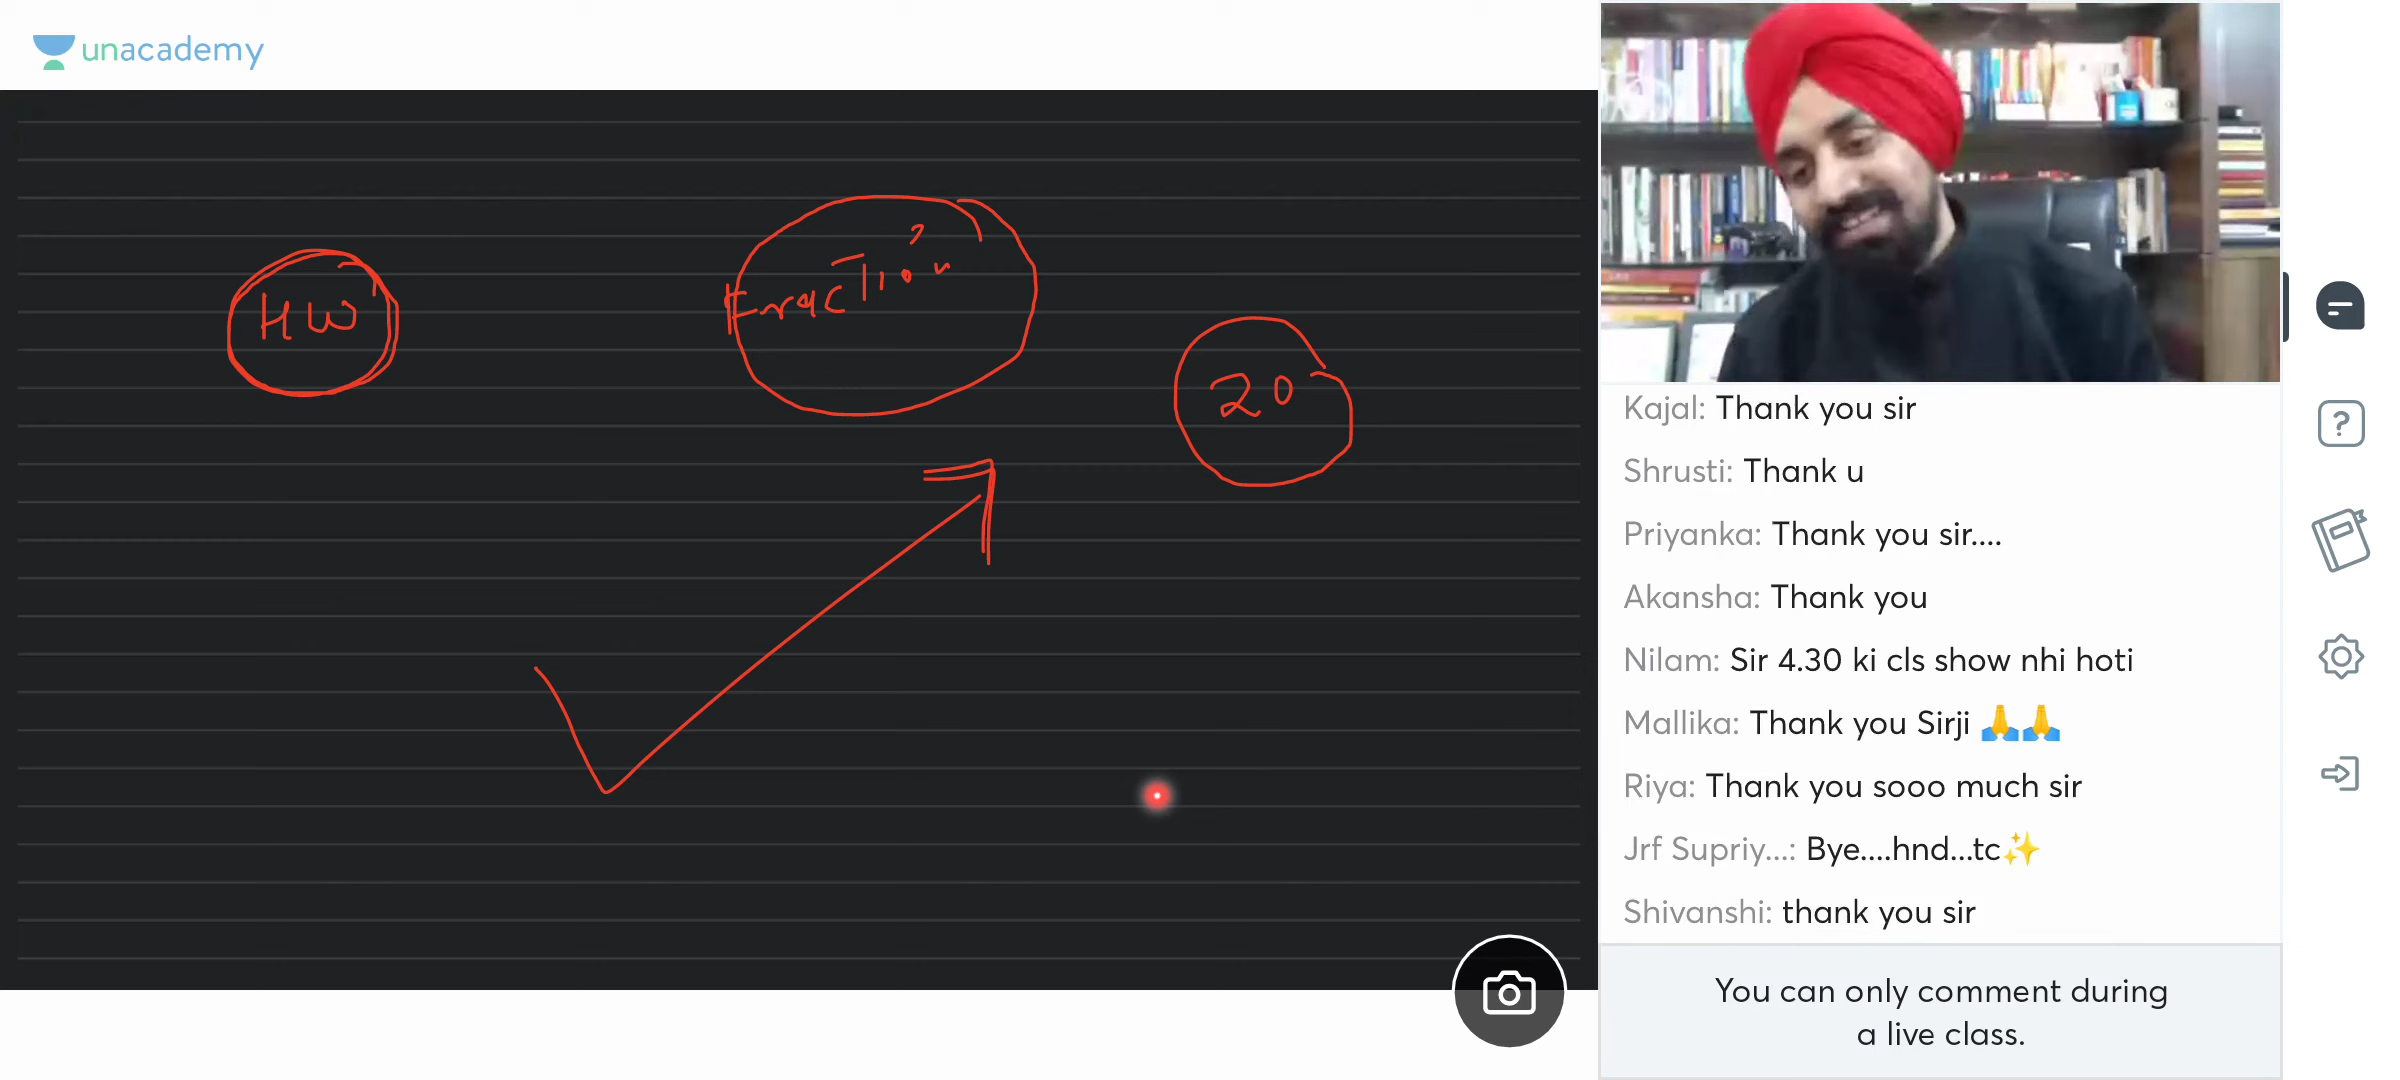 unacademy
HW
Fraction
20
Kajal: Thank you sir
Shrusti: Thank u
Priyanka: Thank you sir....
Akansha: Thank you
Nilam: Sir 4.30 ki cls show nhi hoti
Mallika: Thank you Sirji 🙏🙏
Riya: Thank you sooo much sir
Jrf Supriy...: Bye....hnd...tc✨
Shivanshi: thank you sir
You can only comment during
a live class.